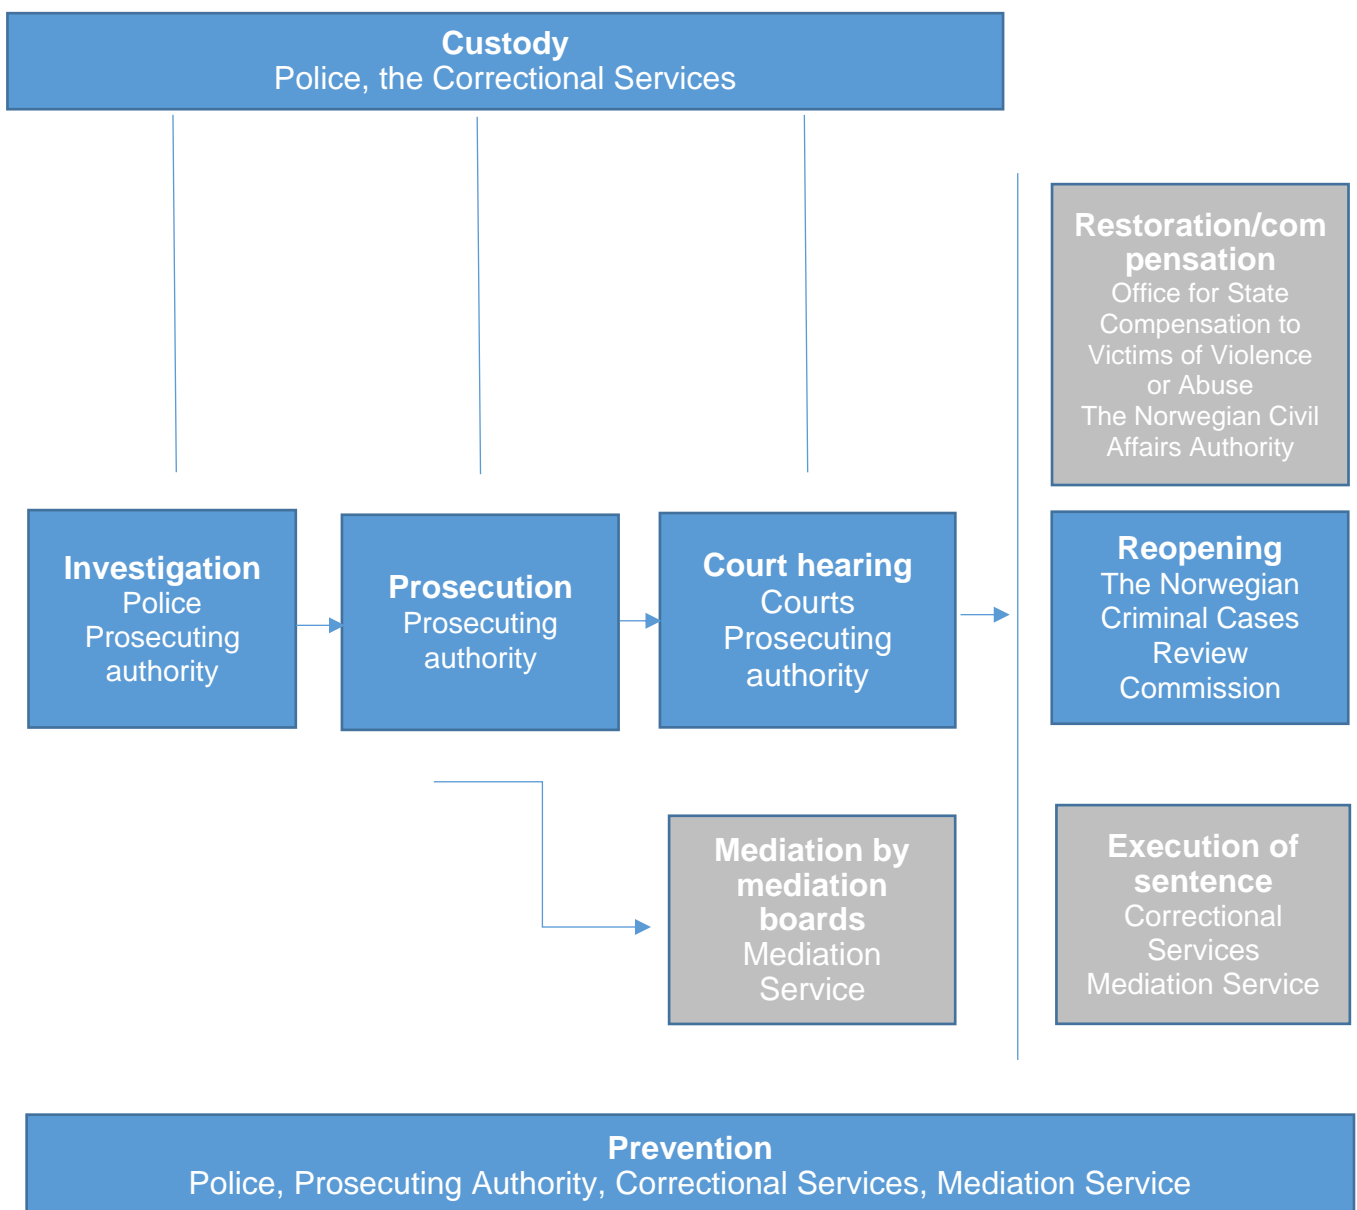 Custody
Police, the Correctional Services
Restoration/com
pensation
Office for State
Compensation to
Victims of Violence
or Abuse
The Norwegian Civil
Affairs Authority
Investigation
Police
Prosecuting
authority
Prosecution
Prosecuting
authority
Court hearing
Courts
Prosecuting
authority
Reopening
The Norwegian
Criminal Cases
Review
Commission
Mediation by
mediation
boards
Mediation
Service
Execution of
sentence
Correctional
Services
Mediation Service
Prevention
Police, Prosecuting Authority, Correctional Services, Mediation Service